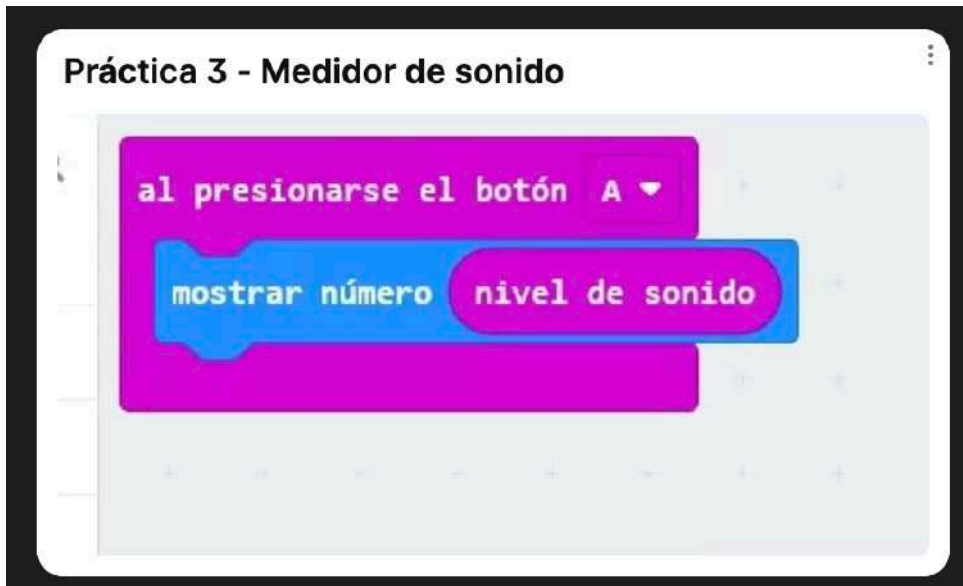 Práctica 3 - Medidor de sonido
al presionarse el botón A
mostrar número nivel de sonido